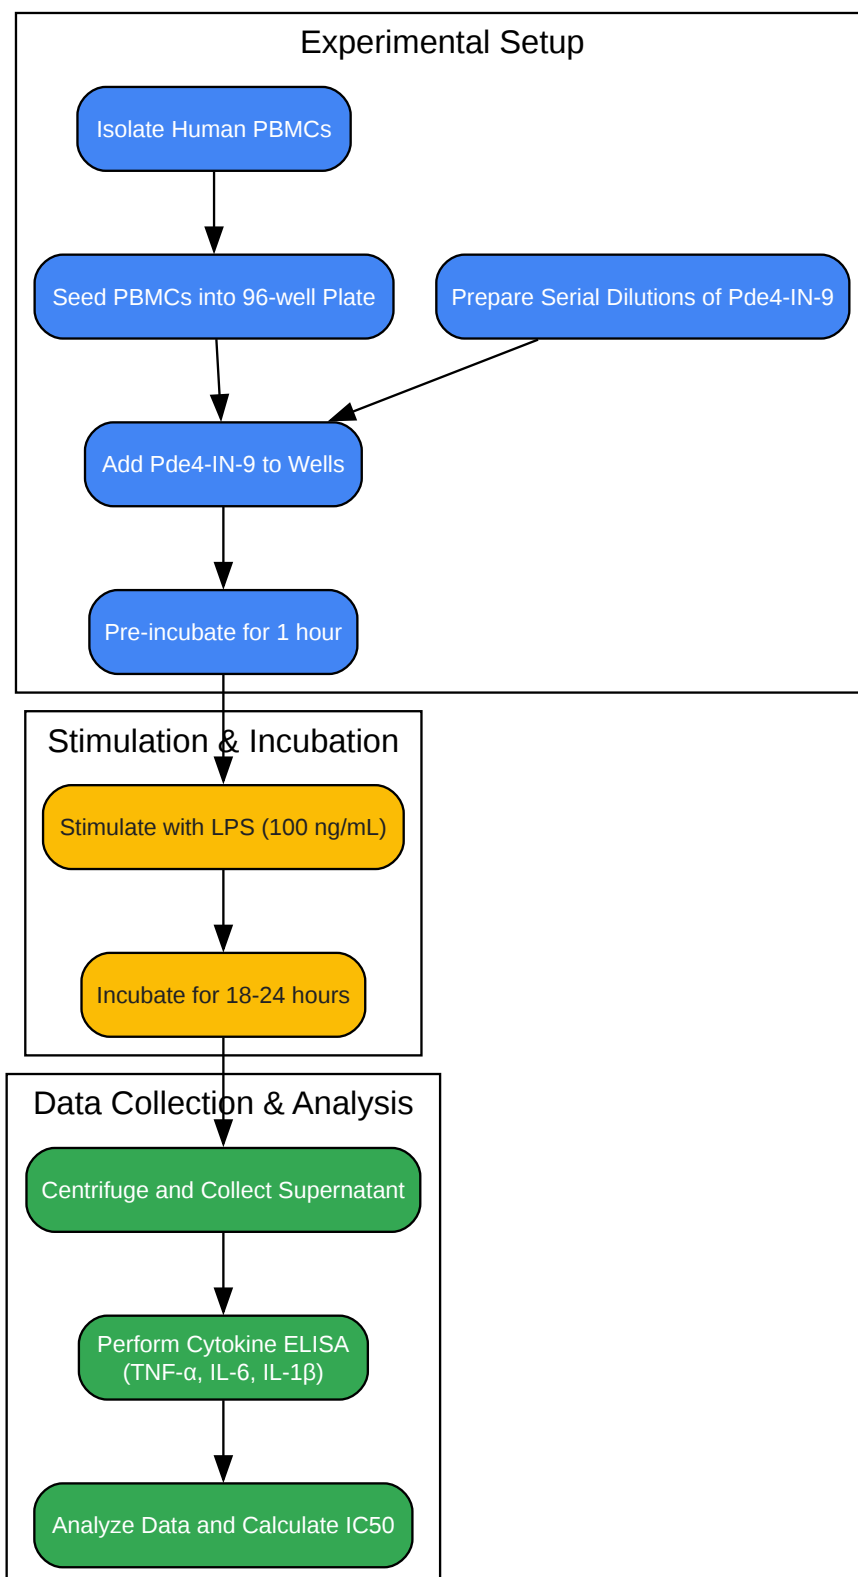 Experimental Setup
Isolate Human PBMCs
Seed PBMCs into 96-well Plate
Prepare Serial Dilutions of Pde4-IN-9
Add Pde4-IN-9 to Wells
Pre-incubate for 1 hour
Stimulation & Incubation
Stimulate with LPS (100 ng/mL)
Incubate for 18-24 hours
Data Collection & Analysis
Centrifuge and Collect Supernatant
Perform Cytokine ELISA
(TNF-α, IL-6, IL-1β)
Analyze Data and Calculate IC50